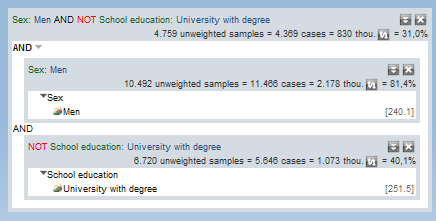 Sex: Men AND NOT School education: University with degree
4.759 unweighted samples = 4.369 cases = 830 thou. = 31,0%
AND
Sex: Men
10.492 unweighted samples = 11.466 cases = 2.178 thou. = 81,4%
Sex
Men [240.1]
AND
NOT School education: University with degree
6.720 unweighted samples = 5.646 cases = 1.073 thou. = 40,1%
School education
University with degree [251.5]